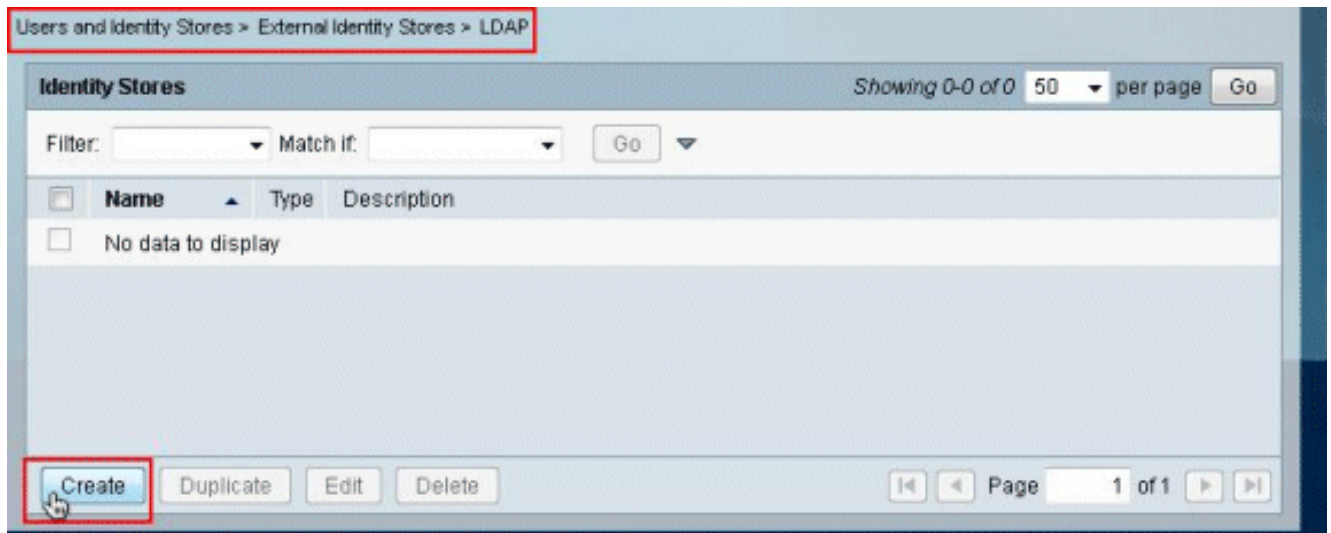 Users and Identity Stores > External Identity Stores > LDAP
Identity Stores Showing 0-0 of 0 50 per page Go
Filter: Match if: Go
Name Type Description
No data to display
Create Duplicate Edit Delete Page 1 of 1